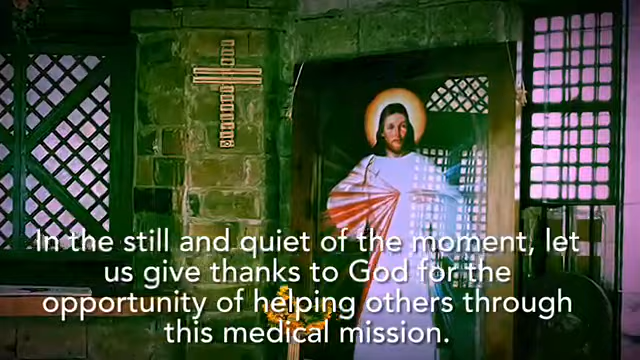 In the still and quiet of the moment, let
us give thanks to God for the
opportunity of helping others through
this medical mission.